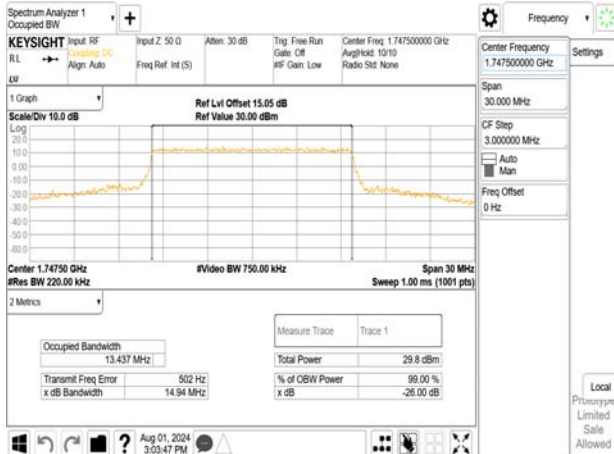 Spectrum Analyzer 1
Occupied BW
+
Frequency
KEYSIGHT Input: RF
RL
Coupling: DC
Align: Auto
Input Z: 50 Ω
Freq Ref: Int (S)
Atten: 30 dB
Trig: Free Run
Gate: Off
#IF Gain: Low
Center Freq: 1.747500000 GHz
Avg|Hold: 10/10
Radio Std: None
Center Frequency
1.747500000 GHz
Settings
Span
30.000 MHz
CF Step
3.000000 MHz
Auto
Man
Freq Offset
0 Hz
1 Graph
Scale/Div 10.0 dB
Ref Lvl Offset 15.05 dB
Ref Value 30.00 dBm
Log
20.0
10.0
0.00
-10.0
-20.0
-30.0
-40.0
-50.0
-60.0
Center 1.74750 GHz
#Res BW 220.00 kHz
#Video BW 750.00 kHz
Span 30 MHz
Sweep 1.00 ms (1001 pts)
2 Metrics
Measure Trace Trace 1
Occupied Bandwidth
13.437 MHz
Total Power 29.8 dBm
Transmit Freq Error 502 Hz
% of OBW Power 99.00 %
x dB Bandwidth 14.94 MHz
x dB -26.00 dB
Local
Prototype
Limited
Sale
Allowed
?
Aug 01, 2024
3:03:47 PM